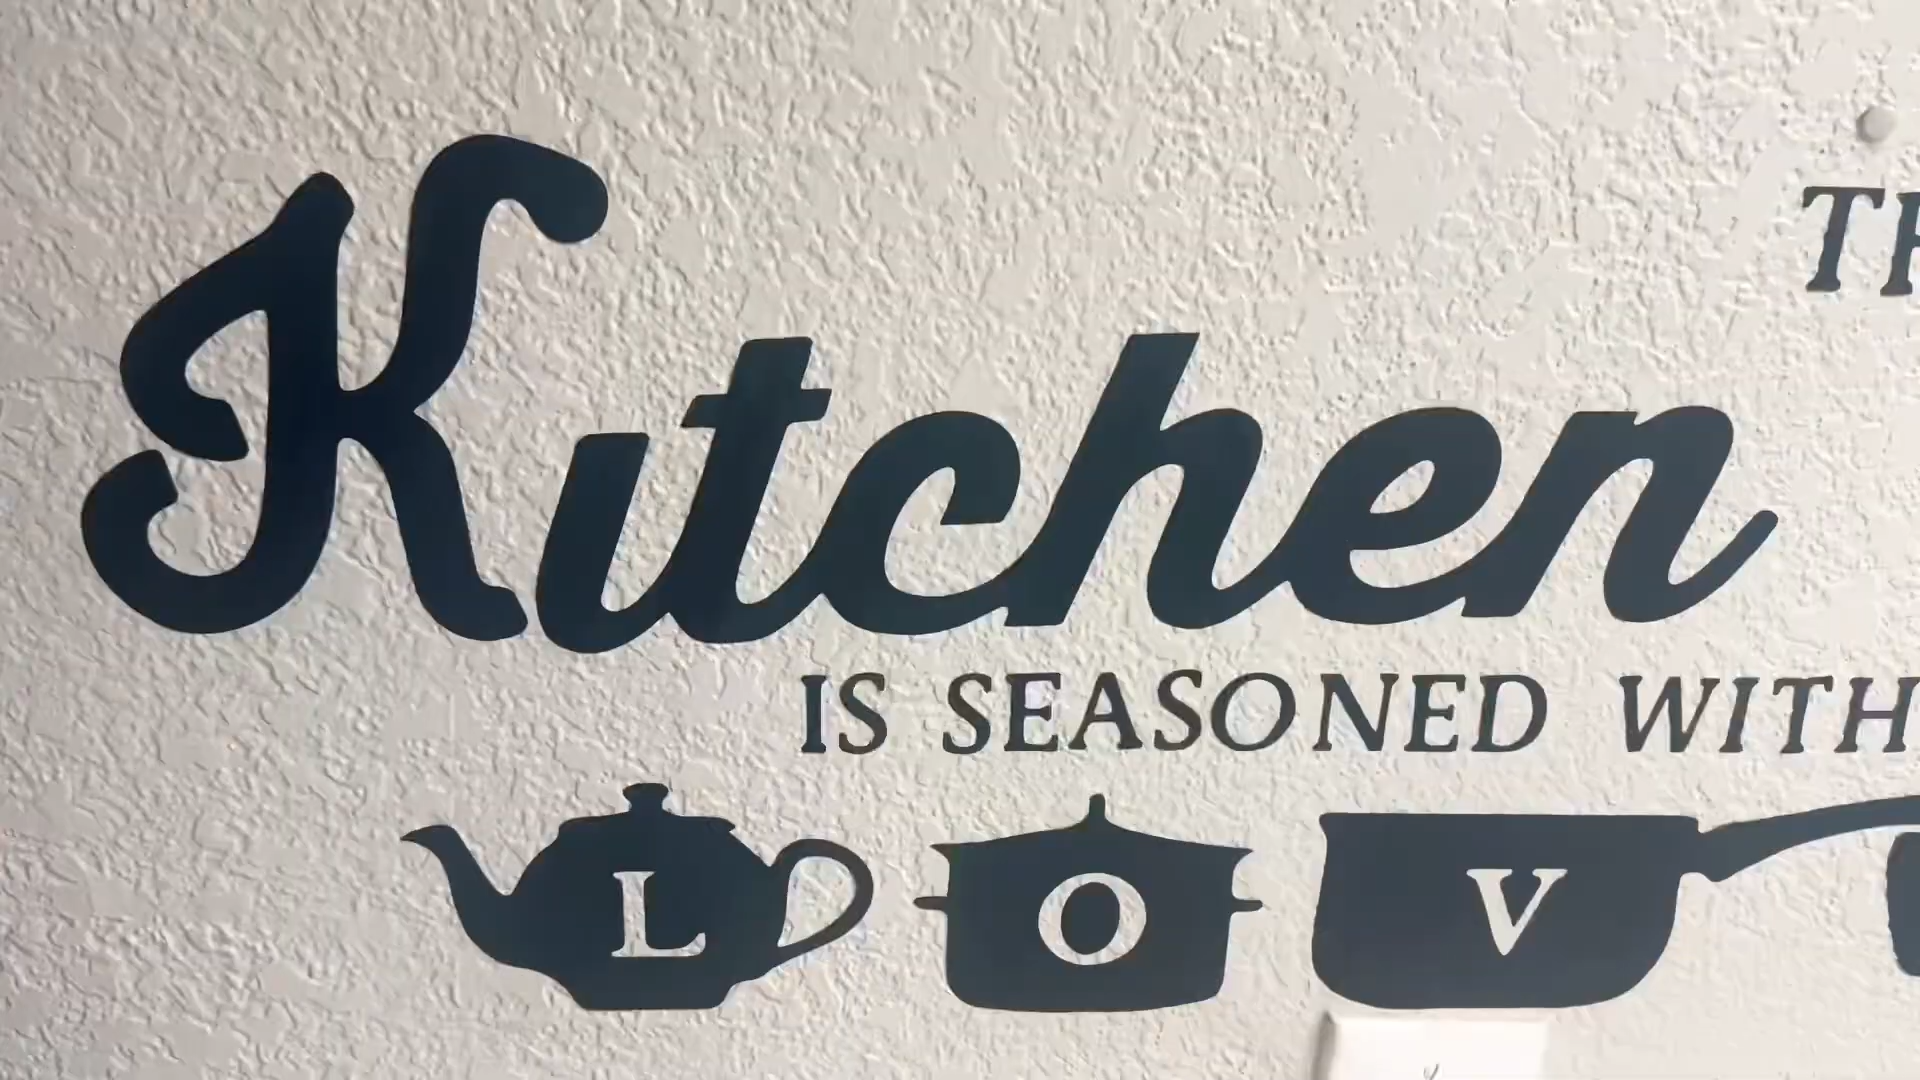 Kitchen
IS SEASONED WITH
L O V